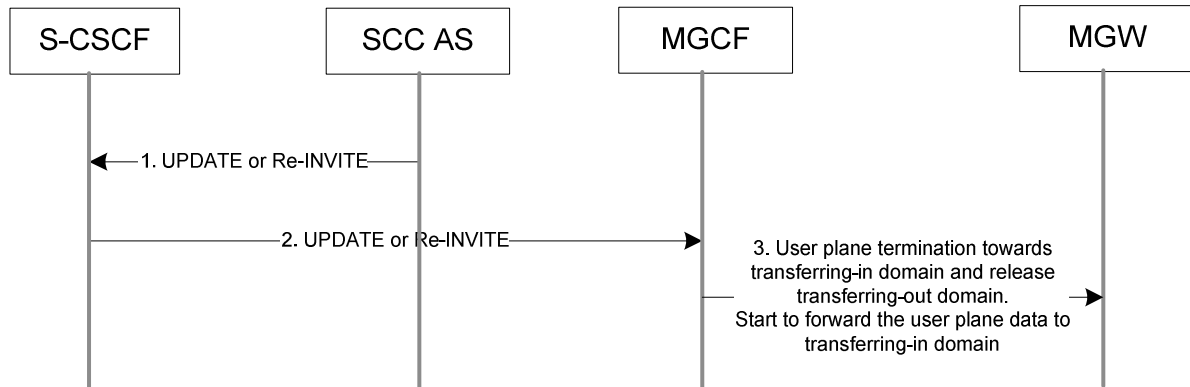 S-CSCF
SCC AS
MGCF
MGW
1. UPDATE or Re-INVITE
2. UPDATE or Re-INVITE
3. User plane termination towards
transferring-in domain and release
transferring-out domain.
Start to forward the user plane data to
transferring-in domain